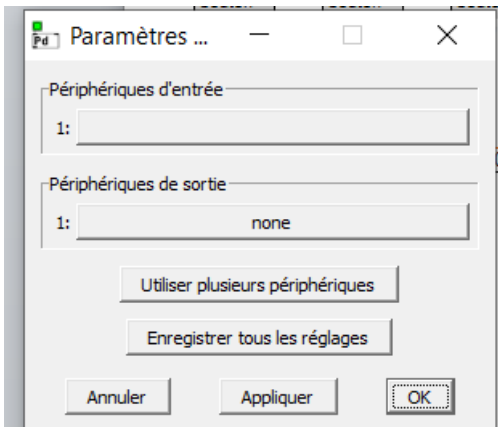 Pd Paramètres ...
Périphériques d'entrée
1:
Périphériques de sortie
1: none
Utiliser plusieurs périphériques
Enregistrer tous les réglages
Annuler Appliquer OK